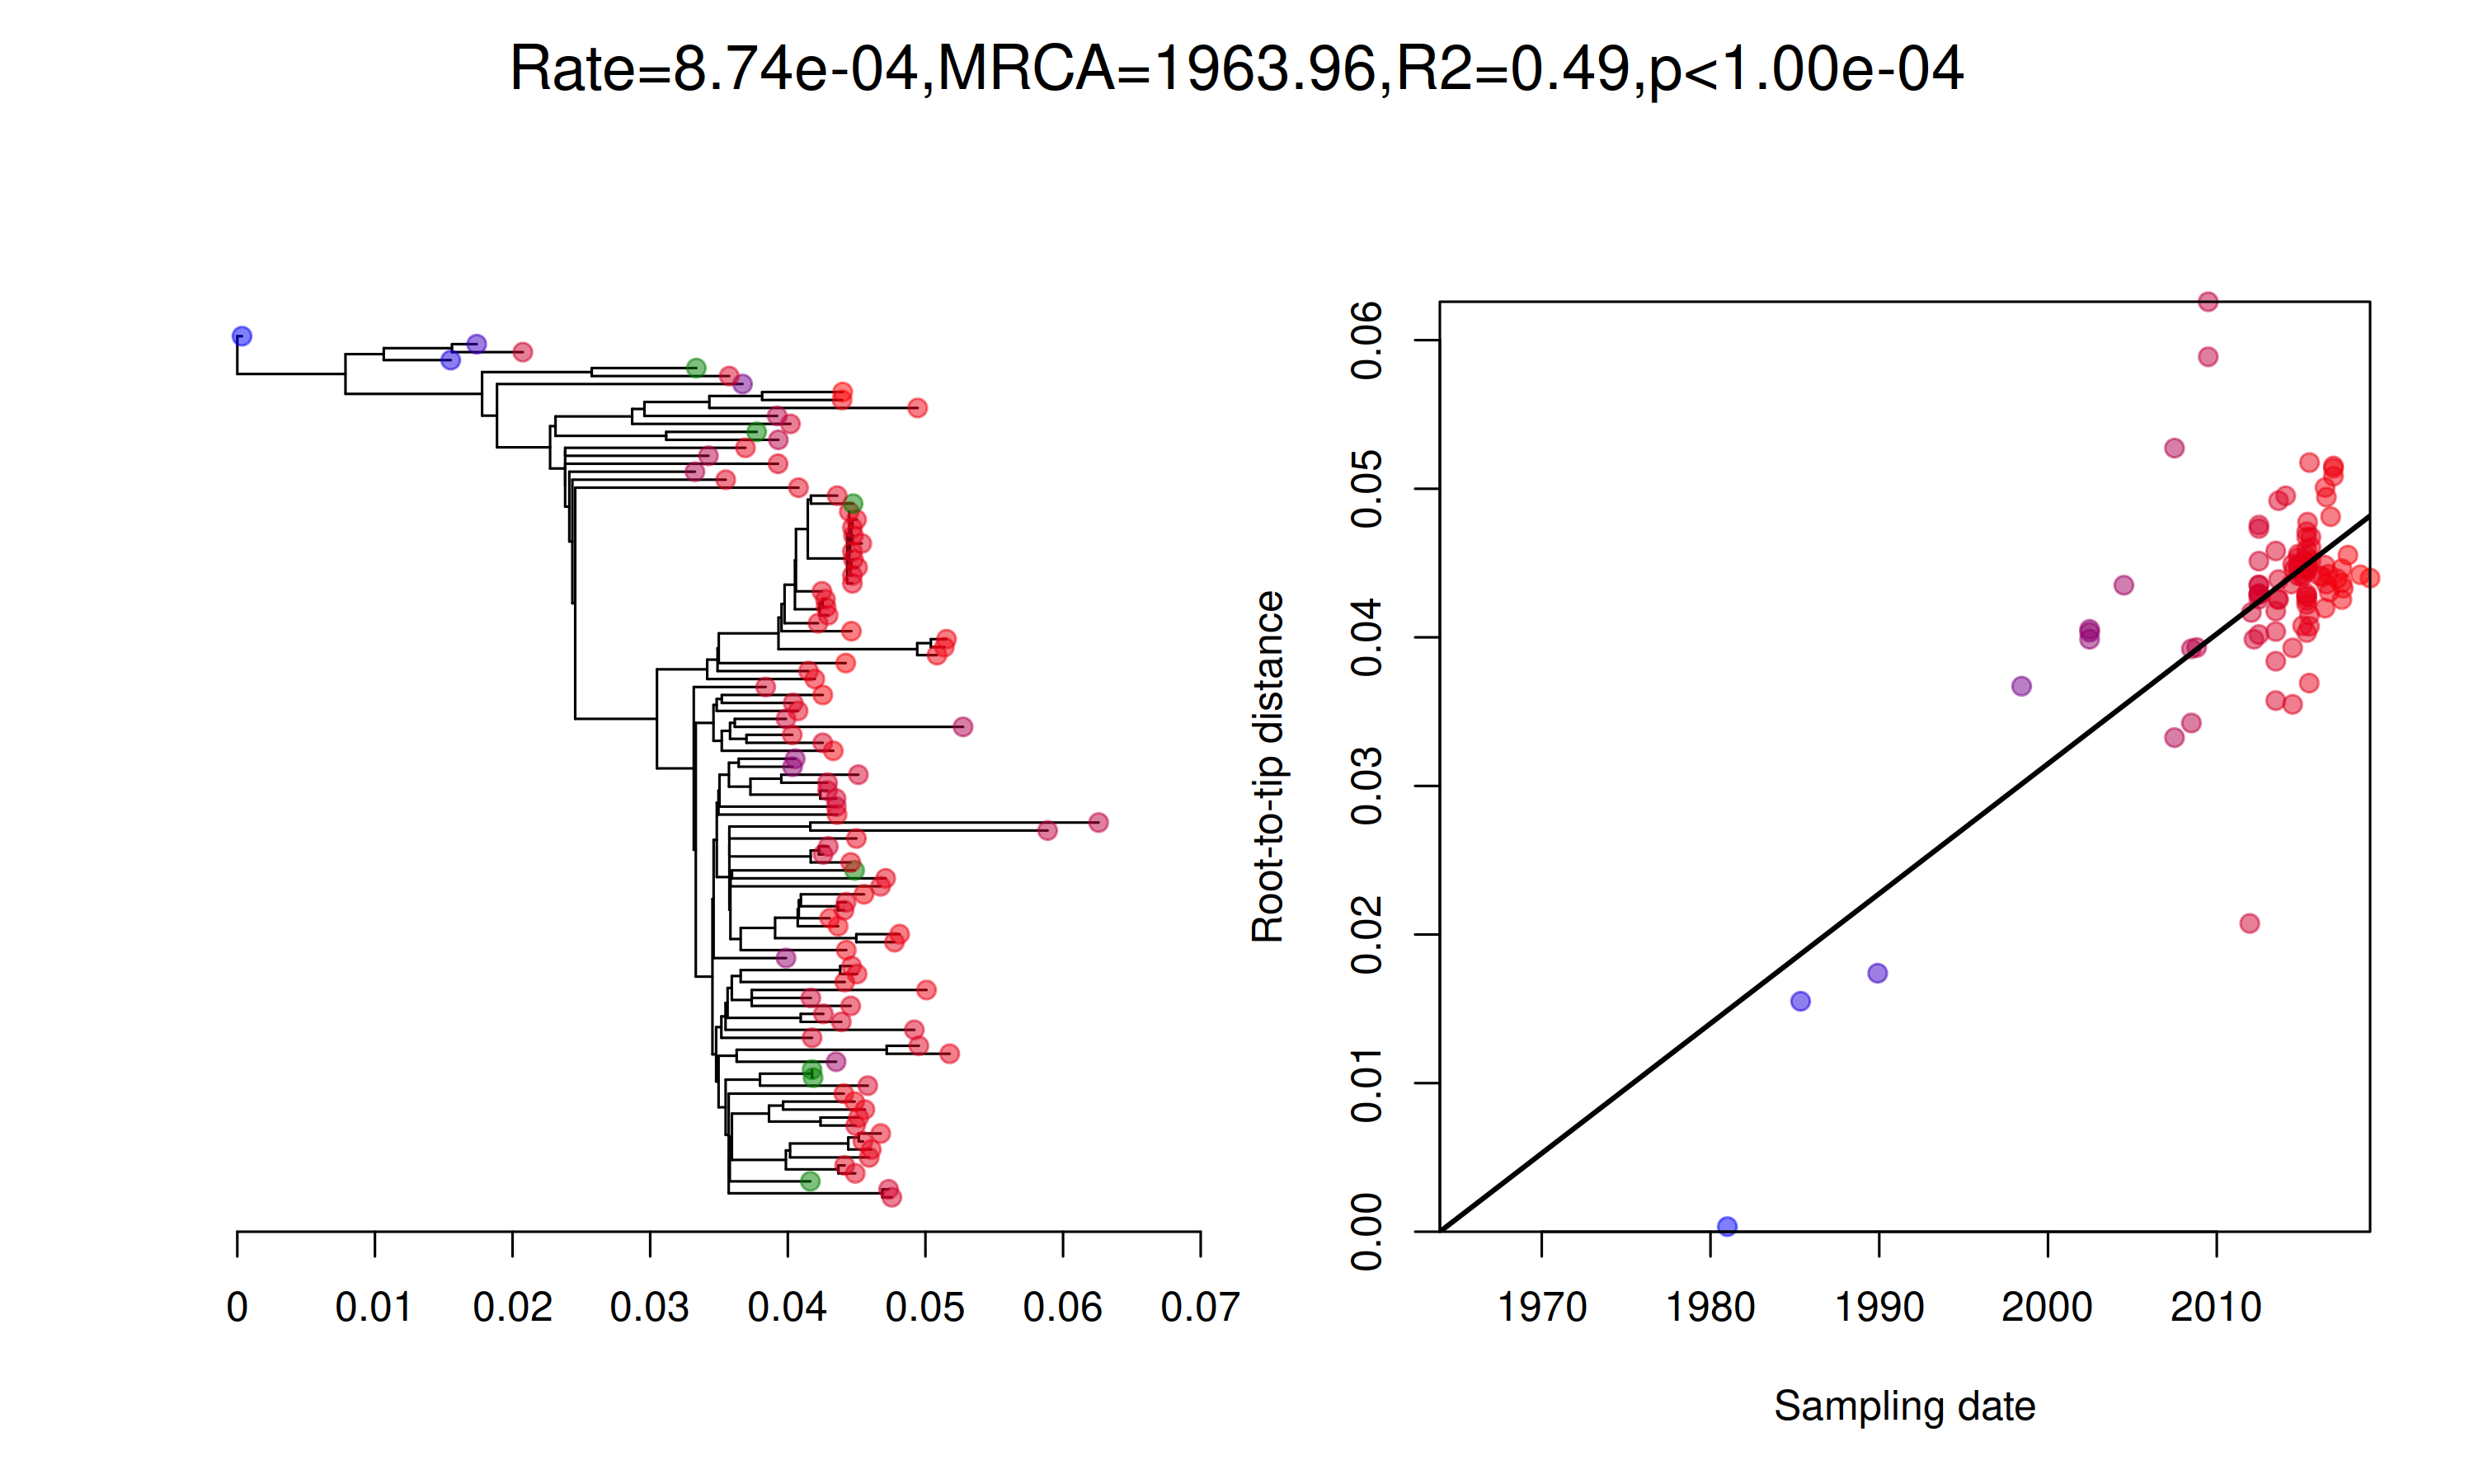 Rate=8.74e-04,MRCA=1963.96,R2=0.49,p<1.00e-04
0 0.01 0.02 0.03 0.04 0.05 0.06 0.07
Root-to-tip distance
0.00 0.01 0.02 0.03 0.04 0.05 0.06
1970 1980 1990 2000 2010
Sampling date